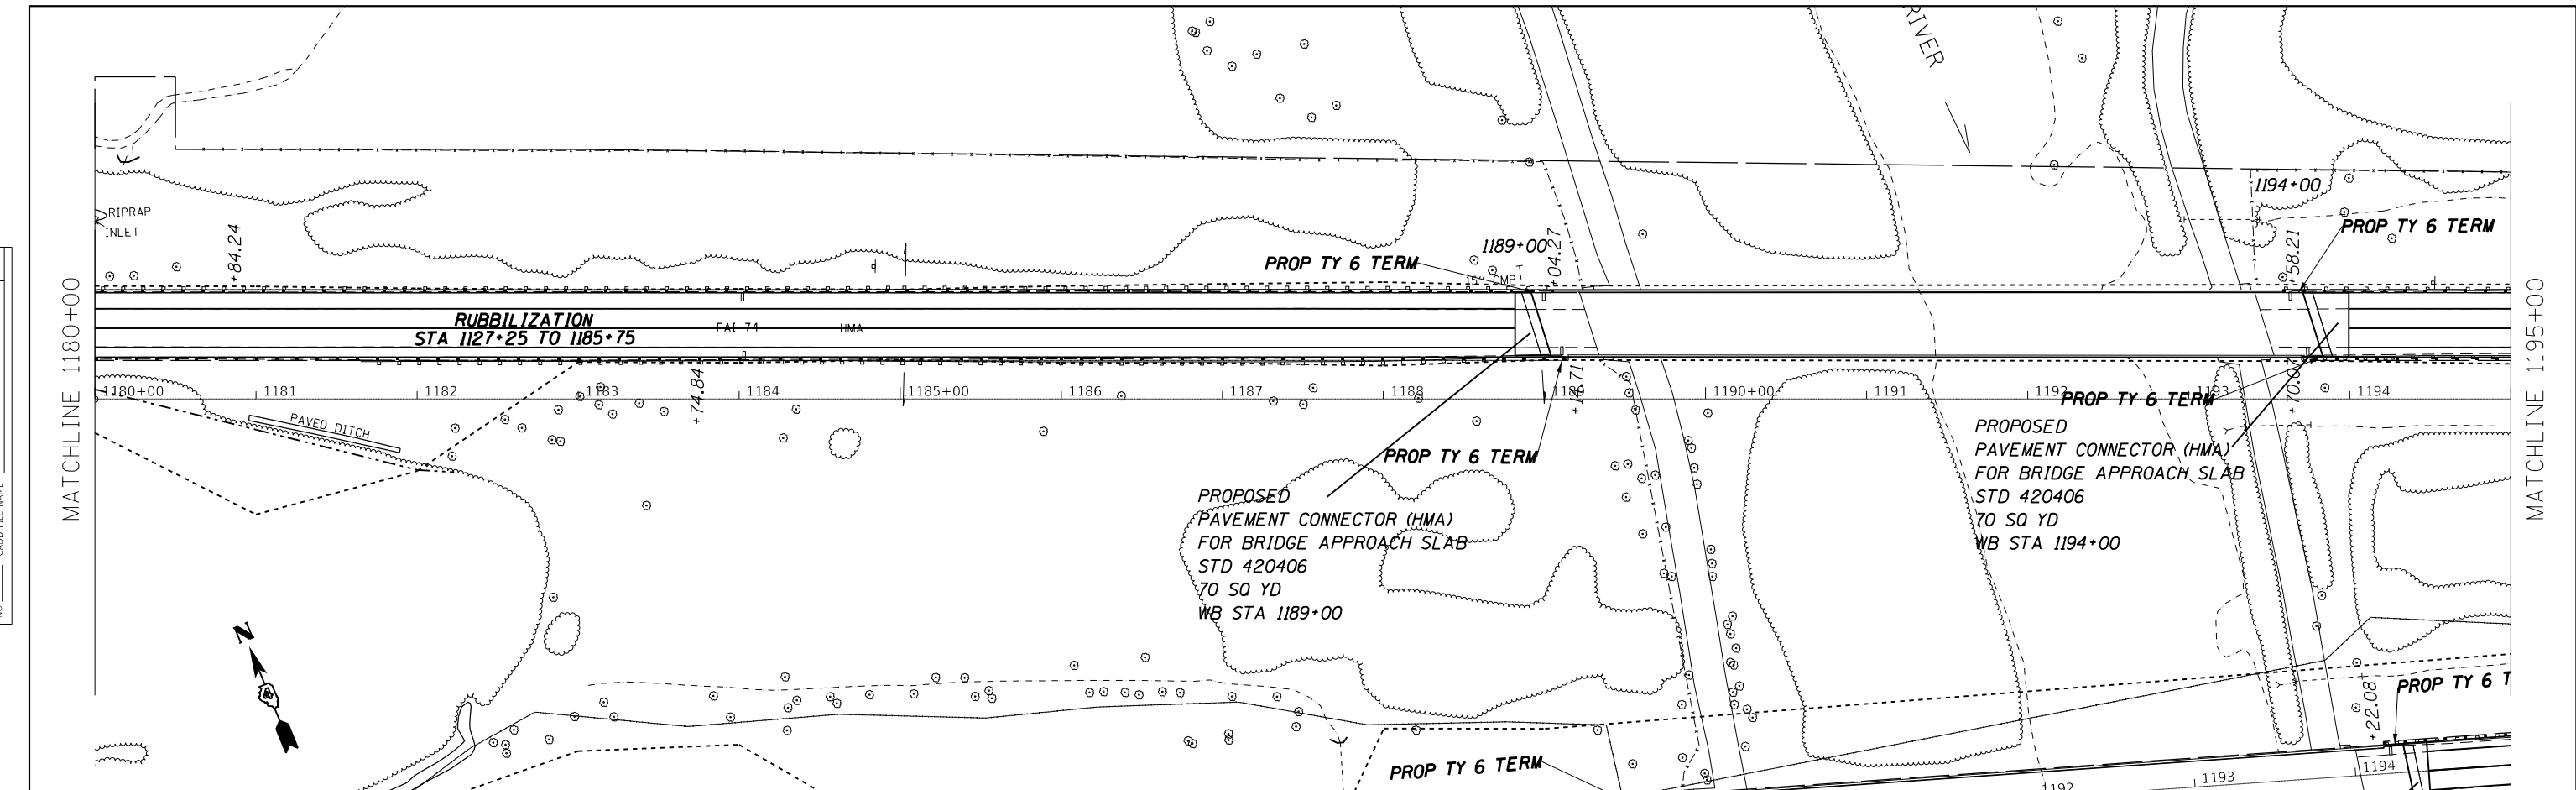 RIVER
1194+00
PROP TY 6 TERM
RIPRAP
INLET
+84.24
1189+00
+04.27
+58.21
PROP TY 6 TERM
15" CMP
MATCHLINE 1180+00
RUBBILIZATION
STA 1127+25 TO 1185+75
FAI 74
HMA
MATCHLINE 1195+00
1180+00
1181
1182
1183
+74.84
1184
1185+00
1186
1187
1188
1189
1190+00
1191
1192
1193
1194
PROP TY 6 TERM
PAVED DITCH
PROP TY 6 TERM
PROPOSED
PAVEMENT CONNECTOR (HMA)
FOR BRIDGE APPROACH SLAB
STD 420406
70 SQ YD
WB STA 1194+00
PROPOSED
PAVEMENT CONNECTOR (HMA)
FOR BRIDGE APPROACH SLAB
STD 420406
70 SQ YD
WB STA 1189+00
N
+22.08
PROP TY 6 T
PROP TY 6 TERM
1192
1193
1194